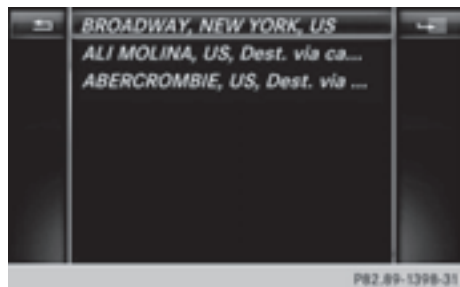 BROADWAY, NEW YORK, US
ALI MOLINA, US, Dest. via ca....
ABERCROMBIE, US, Dest. via ...
P82.89-1398-31